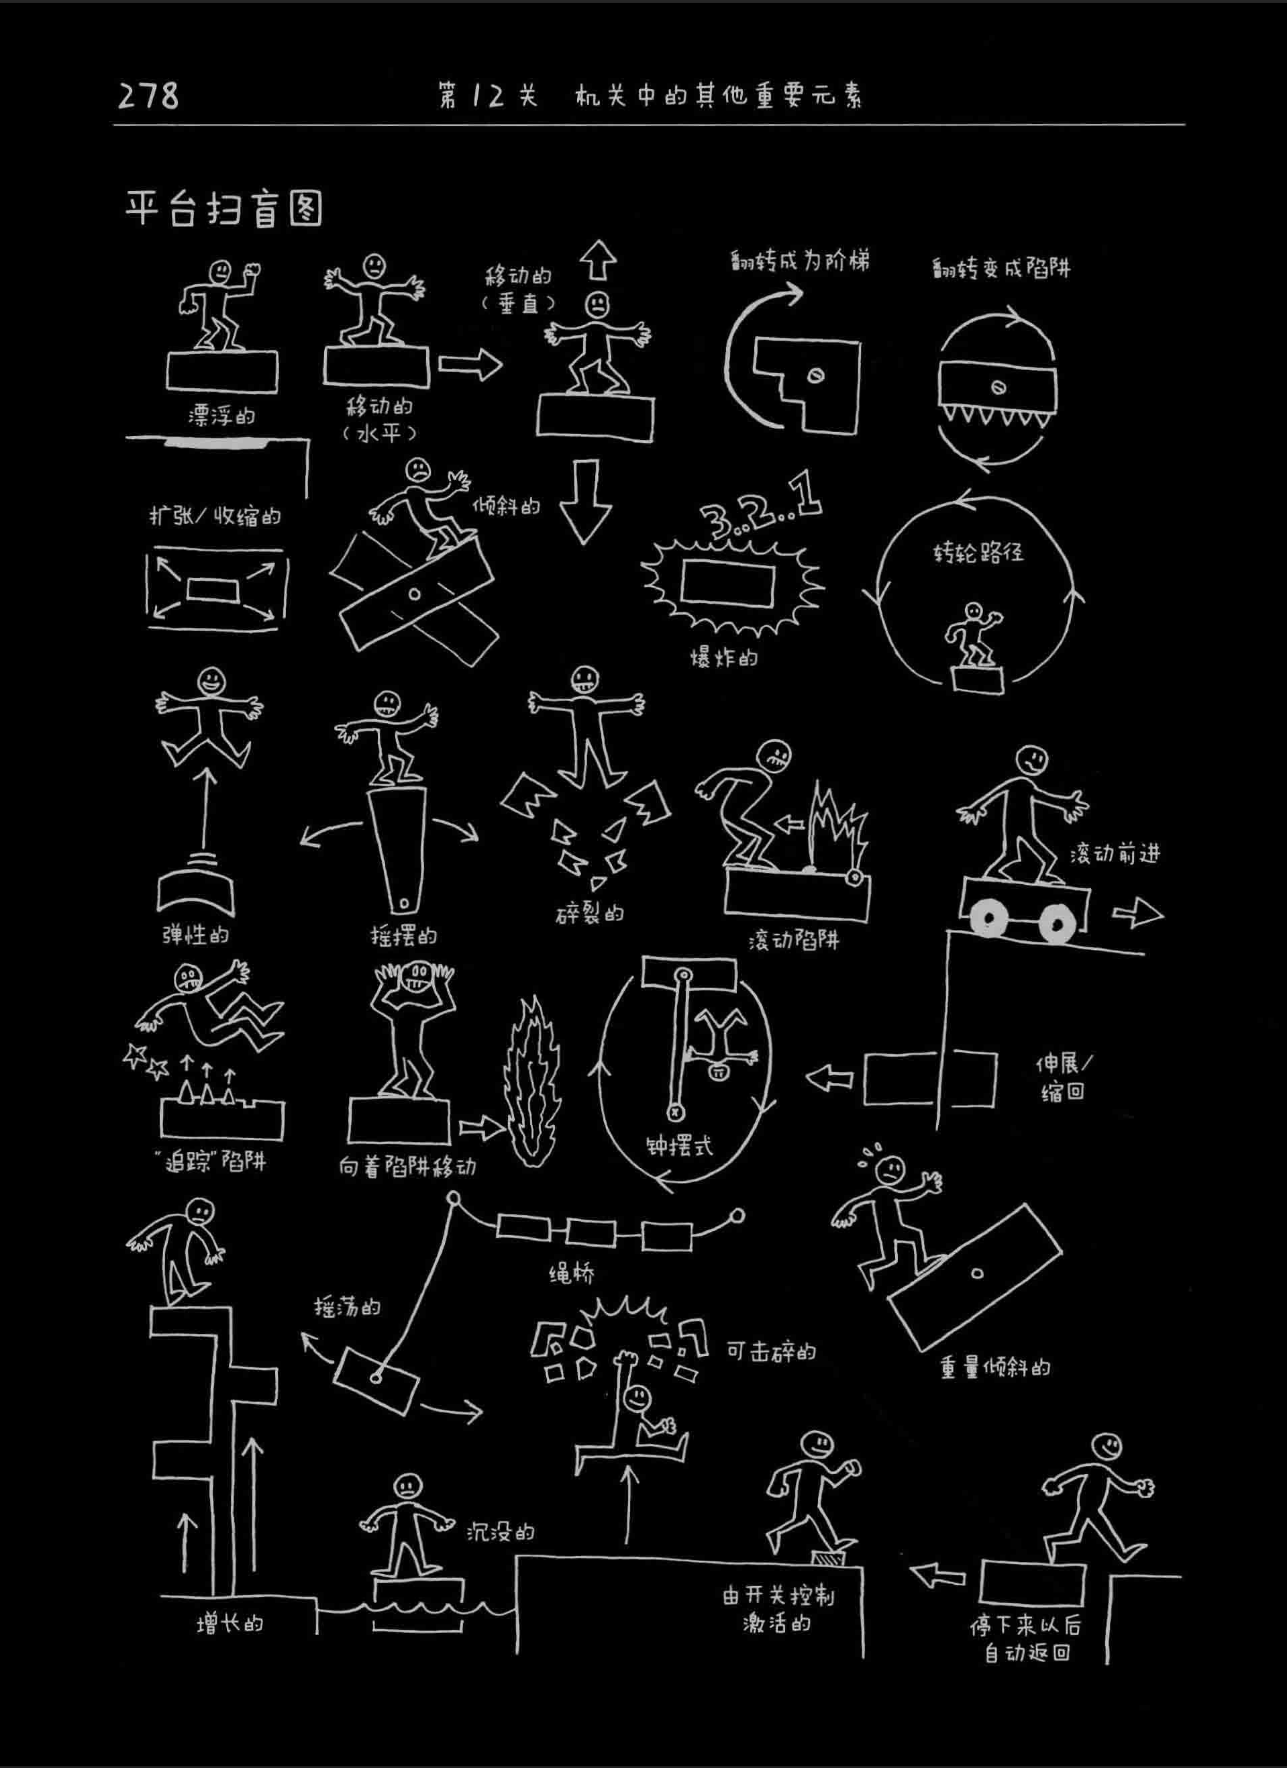 278
第12关 机关中的其他重要元素
平台扫盲图
漂浮的
移动的
（水平）
移动的
（垂直）
翻转成为阶梯
翻转变成陷阱
扩张/收缩的
倾斜的
3..2..1
爆炸的
转轮路径
弹性的
摇摆的
碎裂的
滚动陷阱
滚动前进
“追踪”陷阱
向着陷阱移动
钟摆式
伸展/
缩回
摇荡的
绳桥
可击碎的
重量倾斜的
增长的
沉没的
由开关控制
激活的
停下来以后
自动返回